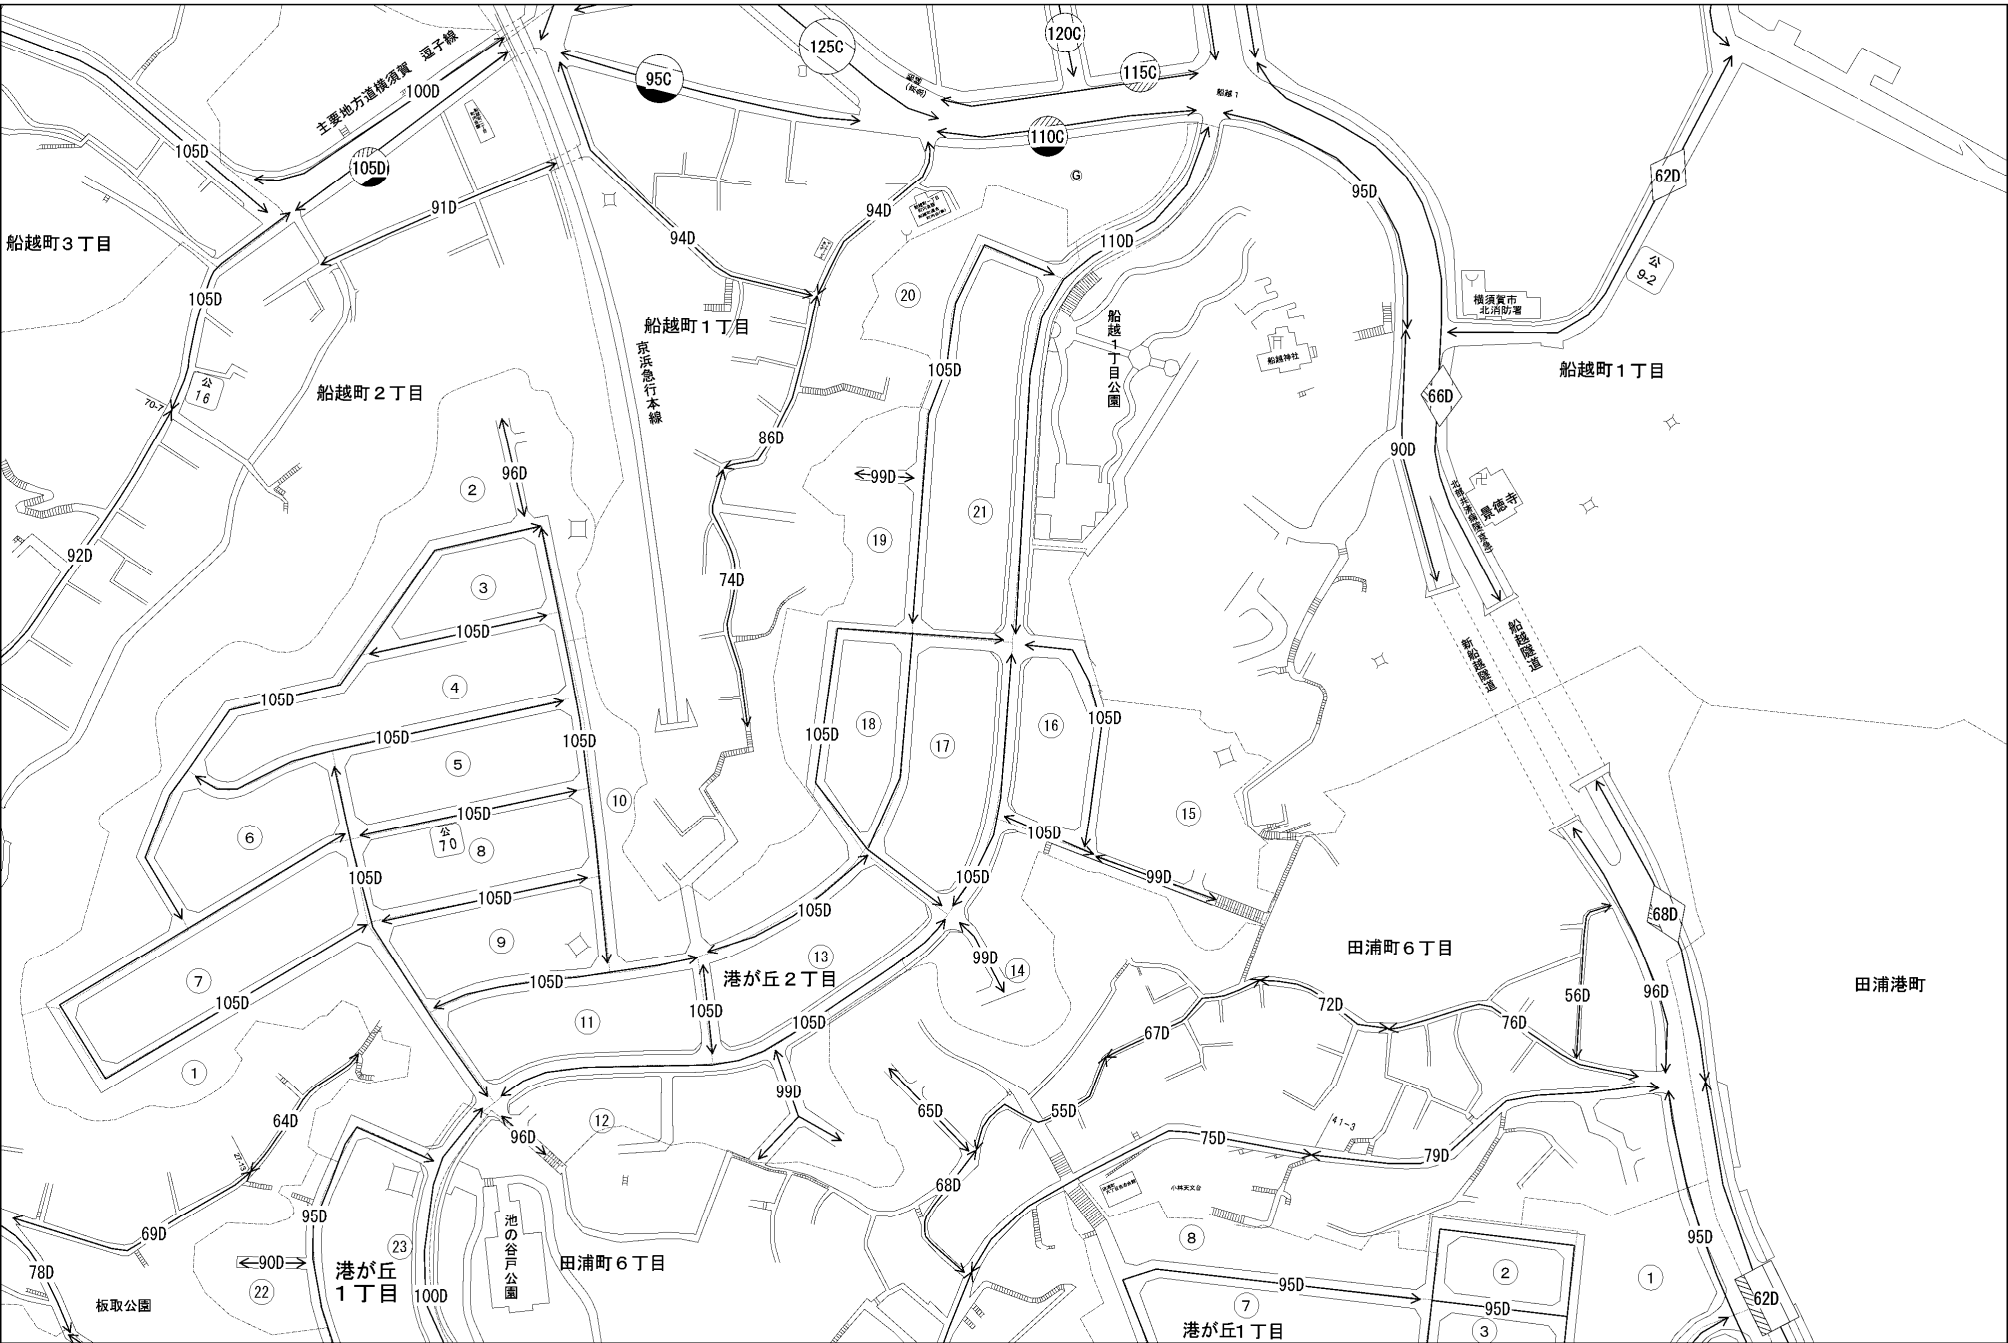 125C
120C
95C
115C
船越1
主要地方道横須賀　逗子線
100D
105D
105D
110C
62D
91D
94D
94D
95D
船越町3丁目
G
110D
公
9-2
105D
20
横須賀市
北消防署
船越町1丁目
船越1丁目公園
京浜急行本線
船越神社
105D
船越町1丁目
公
16
船越町2丁目
70-7
66D
86D
90D
96D
99D
2
21
景徳寺
19
92D
74D
3
105D
船越隧道
新船越隧道
4
105D
105D
16
18
105D
105D
17
105D
105D
5
10
105D
公
70
8
6
15
105D
105D
99D
105D
68D
105D
105D
9
田浦町6丁目
13
99D
14
7
105D
港が丘2丁目
田浦港町
105D
105D
56D
96D
72D
11
105D
76D
67D
1
99D
64D
65D
55D
12
96D
41-3
75D
79D
27-13
68D
小林天文台
95D
69D
23
池の谷戸公園
8
95D
90D
78D
22
港が丘
1丁目
100D
田浦町6丁目
2
1
95D
62D
板取公園
7
95D
港が丘1丁目
3